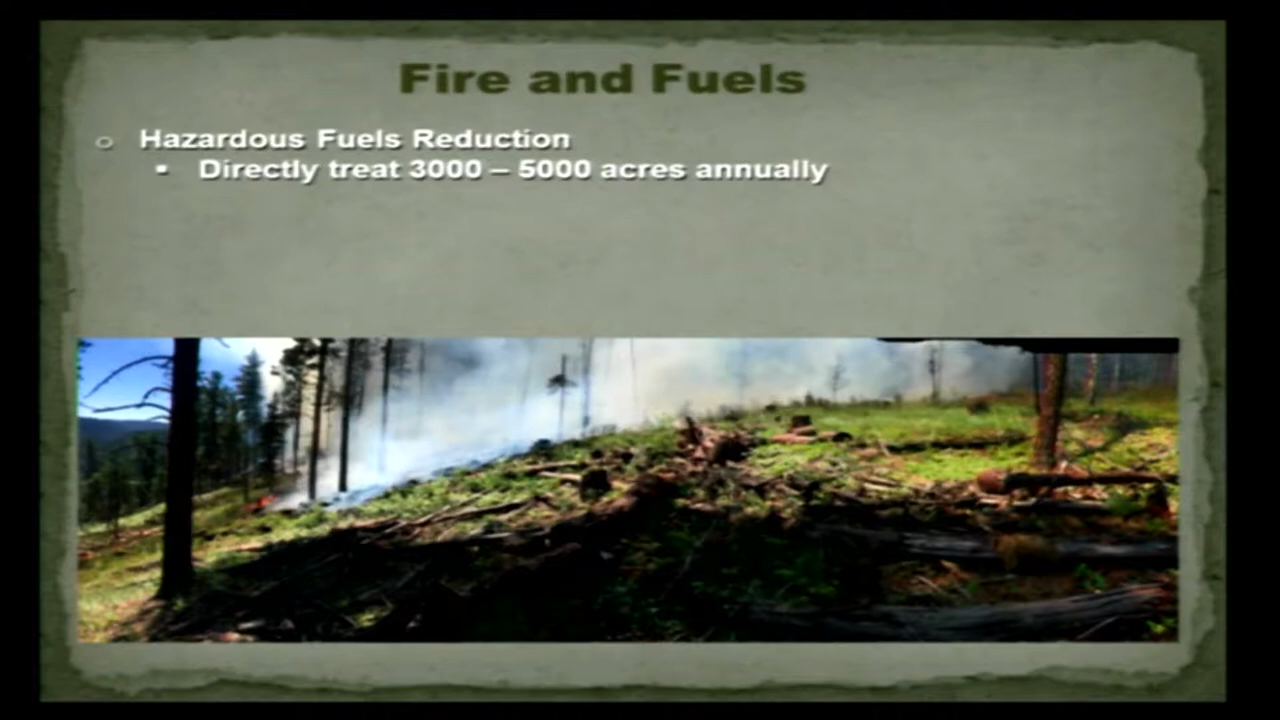 Fire and Fuels
Hazardous Fuels Reduction
Directly treat 3000 – 5000 acres annually